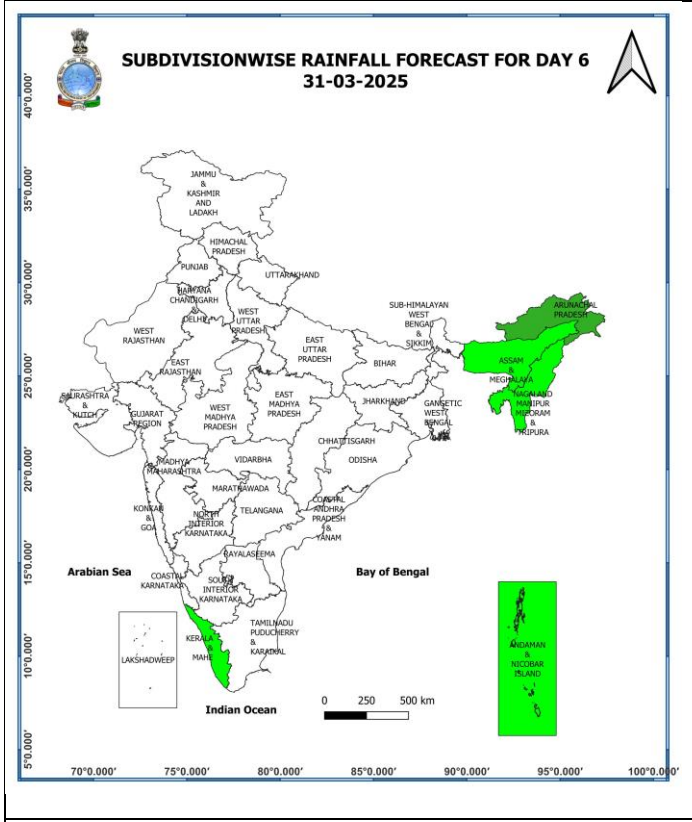 SUBDIVISIONWISE RAINFALL FORECAST FOR DAY 6
31-03-2025
40°0.000'
35°0.000'
30°0.000'
25°0.000'
20°0.000'
15°0.000'
10°0.000'
5°0.000'
JAMMU
&
KASHMIR
AND
LADAKH
HIMACHAL
PRADESH
PUNJAB
UTTARAKHAND
HARYANA
CHANDIGARH
&
DELHI
WEST
UTTAR
PRADESH
SUB-HIMALAYAN
WEST
BENGAL
&
SIKKIM
ARUNACHAL
PRADESH
WEST
RAJASTHAN
EAST
UTTAR
PRADESH
EAST
RAJASTHAN
BIHAR
ASSAM
&
MEGHALAYA
SAURASHTRA
&
KUTCH
GUJARAT
REGION
WEST
MADHYA
PRADESH
EAST
MADHYA
PRADESH
JHARKHAND
GANGETIC
WEST
BENGAL
NAGALAND
MANIPUR
MIZORAM
&
TRIPURA
CHHATTISGARH
ODISHA
MADHYA
MAHARASHTRA
VIDARBHA
MARATHAWADA
TELANGANA
KONKAN
&
GOA
NORTH
INTERIOR
KARNATAKA
COASTAL
ANDHRA
PRADESH
&
YANAM
RAYALASEEMA
Arabian Sea
Bay of Bengal
COASTAL
KARNATAKA
SOUTH
INTERIOR
KARNATAKA
TAMILNADU
PUDUCHERRY
&
KARAIKAL
KERALA
&
MAHE
LAKSHADWEEP
ANDAMAN
&
NICOBAR
ISLAND
Indian Ocean
0 250 500 km
70°0.000' 75°0.000' 80°0.000' 85°0.000' 90°0.000' 95°0.000' 100°0.000'